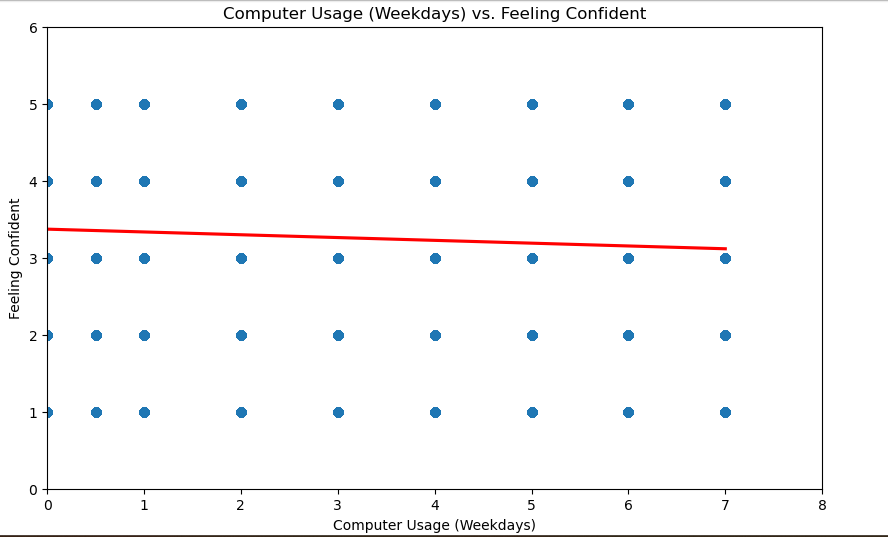 Computer Usage (Weekdays) vs. Feeling Confident
6
5
4
3
2
1
0
Feeling Confident
0 1 2 3 4 5 6 7 8
Computer Usage (Weekdays)